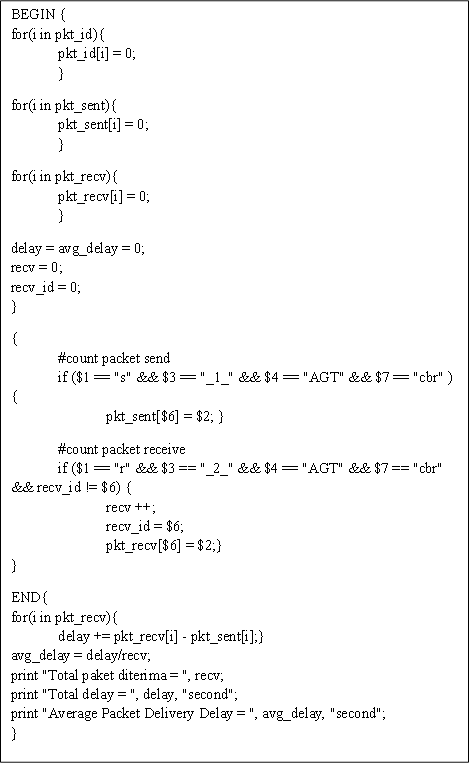 BEGIN {
for(i in pkt_id){
pkt_id[i] = 0;
}
for(i in pkt_sent){
pkt_sent[i] = 0;
}
for(i in pkt_recv){
pkt_recv[i] = 0;
}
delay = avg_delay = 0;
recv = 0;
recv_id = 0;
}
{
#count packet send
if ($1 == "s" && $3 == "_1_" && $4 == "AGT" && $7 == "cbr" )
{
pkt_sent[$6] = $2; }
#count packet receive
if ($1 == "r" && $3 == "_2_" && $4 == "AGT" && $7 == "cbr"
&& recv_id != $6) {
recv ++;
recv_id = $6;
pkt_recv[$6] = $2;}
}
END{
for(i in pkt_recv){
delay += pkt_recv[i] - pkt_sent[i];}
avg_delay = delay/recv;
print "Total paket diterima = ", recv;
print "Total delay = ", delay, "second";
print "Average Packet Delivery Delay = ", avg_delay, "second";
}